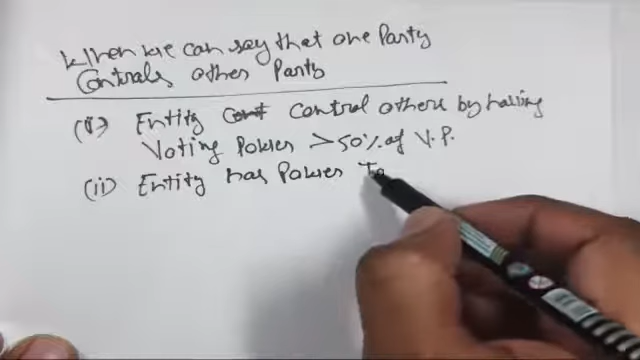 When we can say that one Party
Controls other Party
(i) Entity Cont Control others by having
Voting Power >50% of V.P.
(ii) Entity has Power To